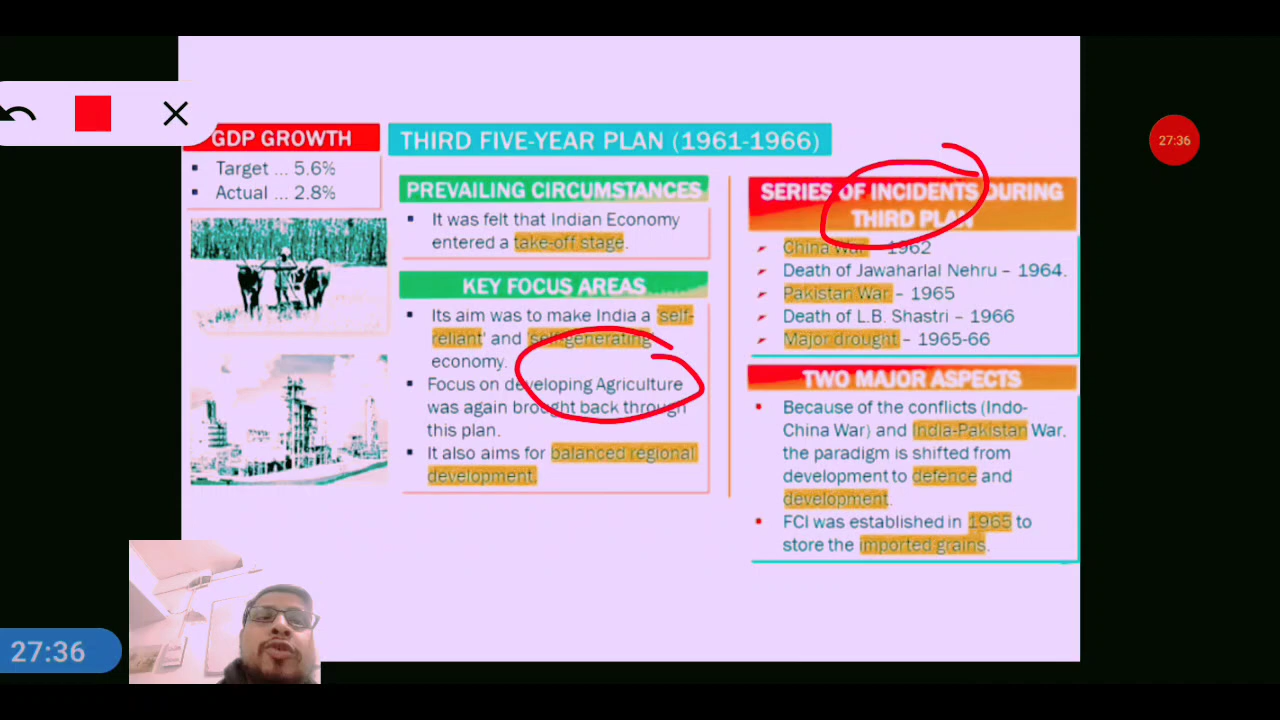 GDP GROWTH
Target ... 5.6%
Actual ... 2.8%
THIRD FIVE-YEAR PLAN (1961-1966)
PREVAILING CIRCUMSTANCES
It was felt that Indian Economy
entered a take-off stage.
KEY FOCUS AREAS
Its aim was to make India a 'self-
reliant' and 'self-generating'
economy.
Focus on developing Agriculture
was again brought back through
this plan.
It also aims for balanced regional
development.
SERIES OF INCIDENTS DURING
THIRD PLAN
China War – 1962
Death of Jawaharlal Nehru – 1964.
Pakistan War – 1965
Death of L.B. Shastri – 1966
Major drought – 1965-66
TWO MAJOR ASPECTS
Because of the conflicts (Indo-
China War) and India-Pakistan War,
the paradigm is shifted from
development to defence and
development.
FCI was established in 1965 to
store the imported grains.
27:36
27:36